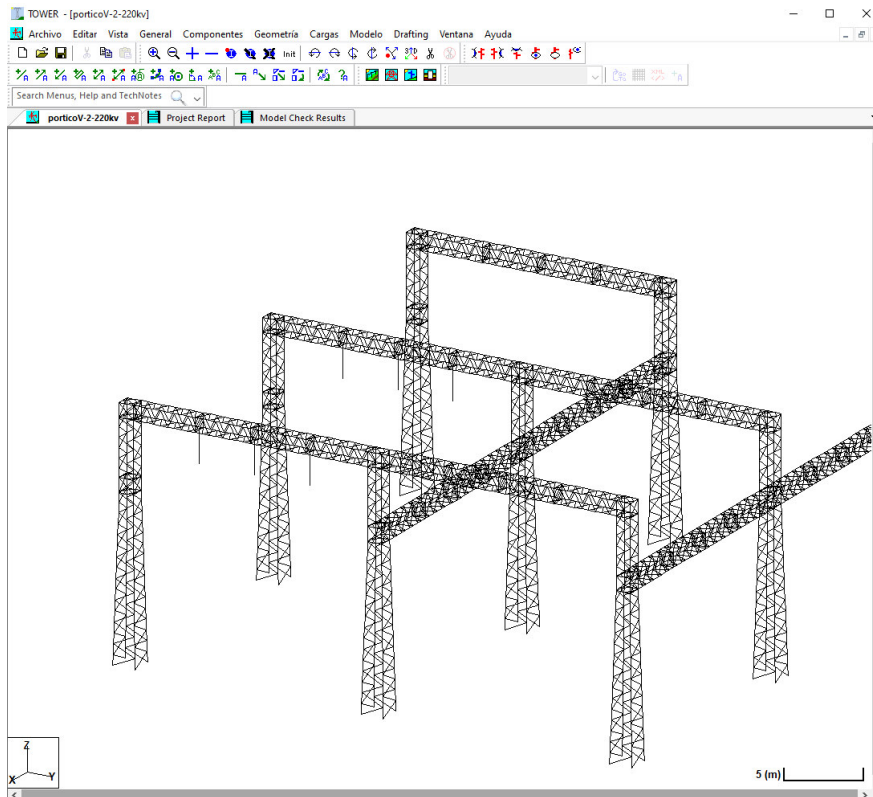 TOWER - [porticoV-2-220kv]
Archivo Editar Vista General Componentes Geometría Cargas Modelo Drafting Ventana Ayuda
Init
Search Menus, Help and TechNotes
porticoV-2-220kv Project Report Model Check Results
Z
X Y
5 (m)